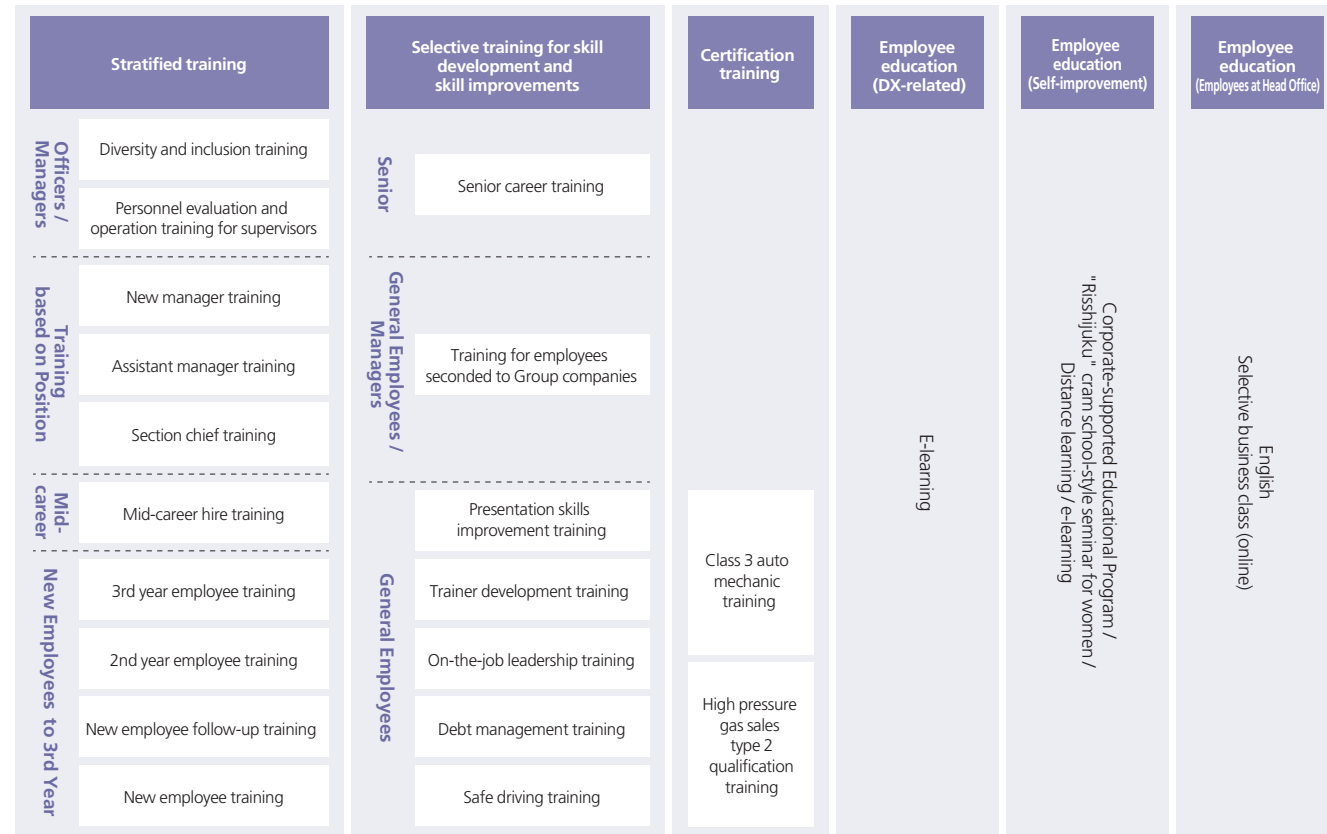 Stratified training
Officers /
Managers
Diversity and inclusion training
Personnel evaluation and
operation training for supervisors
Training
based on Position
New manager training
Assistant manager training
Section chief training
Mid-
career
Mid-career hire training
New Employees to 3rd Year
3rd year employee training
2nd year employee training
New employee follow-up training
New employee training
Selective training for skill
development and
skill improvements
Senior
Senior career training
General Employees /
Managers
Training for employees
seconded to Group companies
General Employees
Presentation skills
improvement training
Trainer development training
On-the-job leadership training
Debt management training
Safe driving training
Certification
training
Class 3 auto
mechanic
training
High pressure
gas sales
type 2
qualification
training
Employee
education
(DX-related)
E-learning
Employee
education
(Self-improvement)
Corporate-supported Educational Program /
"Risshijuku" cram school-style seminar for women /
Distance learning / e-learning
Employee
education
(Employees at Head Office)
English
Selective business class (online)